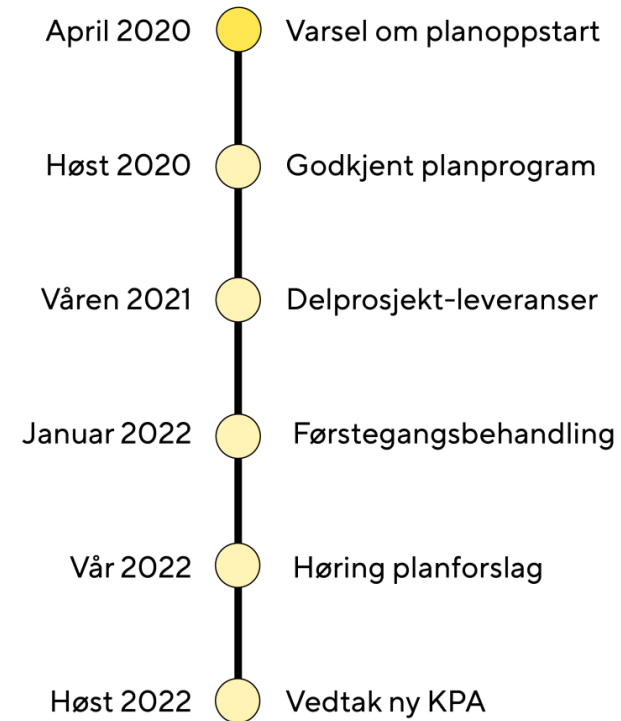 April 2020 Varsel om planoppstart
Høst 2020 Godkjent planprogram
Våren 2021 Delprosjekt-leveranser
Januar 2022 Førstegangsbehandling
Vår 2022 Høring planforslag
Høst 2022 Vedtak ny KPA